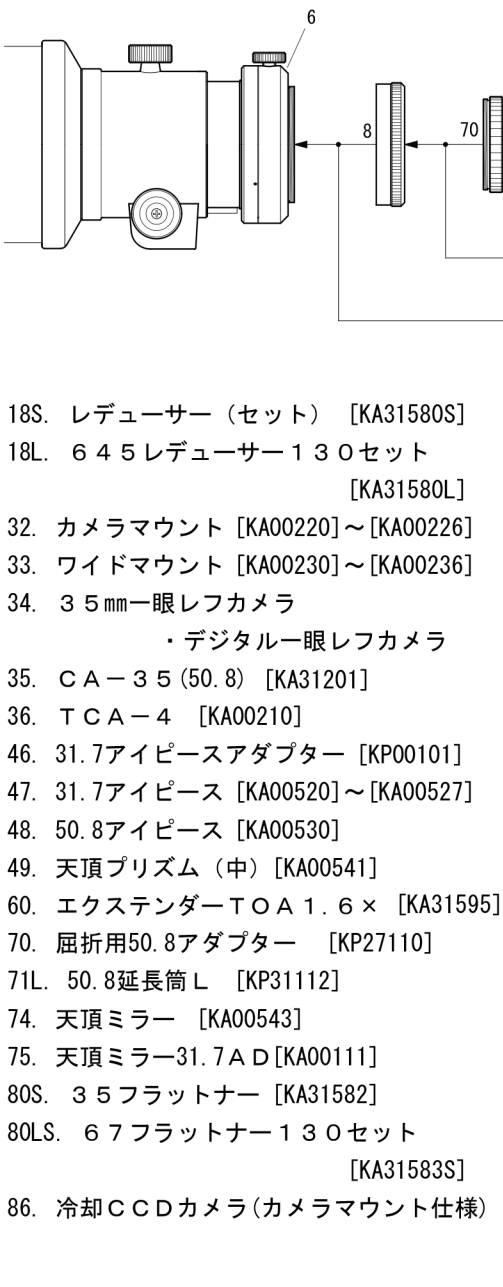 6
8
70
18S. レデューサー（セット） [KA31580S]
18L. ６４５レデューサー１３０セット
[KA31580L]
32. カメラマウント [KA00220]～[KA00226]
33. ワイドマウント [KA00230]～[KA00236]
34. ３５㎜一眼レフカメラ
・デジタル一眼レフカメラ
35. ＣＡ－３５(50.8) [KA31201]
36. ＴＣＡ－４ [KA00210]
46. 31.7アイピースアダプター [KP00101]
47. 31.7アイピース [KA00520]～[KA00527]
48. 50.8アイピース [KA00530]
49. 天頂プリズム（中）[KA00541]
60. エクステンダーＴＯＡ１.６× [KA31595]
70. 屈折用50.8アダプター [KP27110]
71L. 50.8延長筒Ｌ [KP31112]
74. 天頂ミラー [KA00543]
75. 天頂ミラー31.7ＡＤ[KA00111]
80S. ３５フラットナー [KA31582]
80LS. ６７フラットナー１３０セット
[KA31583S]
86. 冷却ＣＣＤカメラ(カメラマウント仕様)